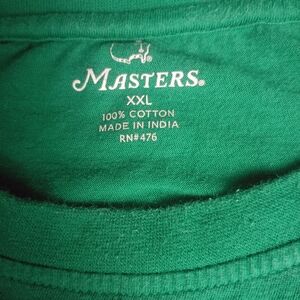 MASTERS®
XXL
100% COTTON
MADE IN INDIA
RN#476